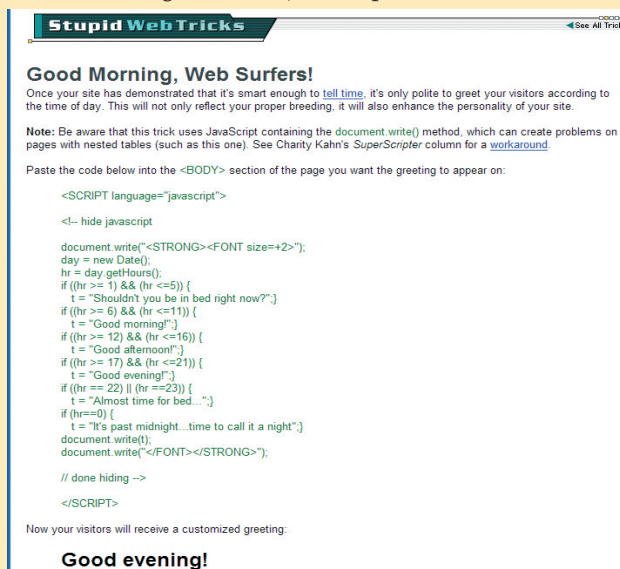 Stupid WebTricks
See All Tric
Good Morning, Web Surfers!
Once your site has demonstrated that it's smart enough to tell time, it's only polite to greet your visitors according to
the time of day. This will not only reflect your proper breeding, it will also enhance the personality of your site.
Note: Be aware that this trick uses JavaScript containing the document.write() method, which can create problems on
pages with nested tables (such as this one). See Charity Kahn's SuperScripter column for a workaround.
Paste the code below into the <BODY> section of the page you want the greeting to appear on:
<SCRIPT language="javascript">
<!-- hide javascript
document.write("<STRONG><FONT size=+2>");
day = new Date();
hr = day.getHours();
if ((hr >= 1) && (hr <=5)) {
t = "Shouldn't you be in bed right now?";}
if ((hr >= 6) && (hr <=11)) {
t = "Good morning!";}
if ((hr >= 12) && (hr <=16)) {
t = "Good afternoon!";}
if ((hr >= 17) && (hr <=21)) {
t = "Good evening!";}
if ((hr == 22) || (hr ==23)) {
t = "Almost time for bed...";}
if (hr==0) {
t = "It's past midnight...time to call it a night";}
document.write(t);
document.write("</FONT></STRONG>");
// done hiding -->
</SCRIPT>
Now your visitors will receive a customized greeting:
Good evening!